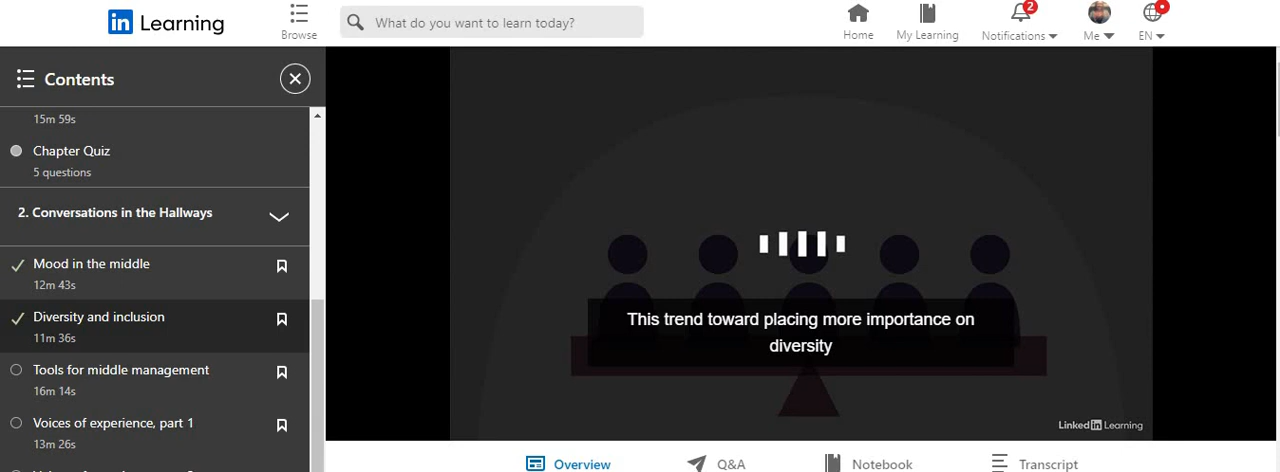 in Learning
Browse
What do you want to learn today?
Home
My Learning
2
Notifications
Me
EN
Contents
15m 59s
Chapter Quiz
5 questions
2. Conversations in the Hallways
Mood in the middle
12m 43s
Diversity and inclusion
11m 36s
Tools for middle management
16m 14s
Voices of experience, part 1
13m 26s
This trend toward placing more importance on
diversity
Linked in Learning
Overview
Q&A
Notebook
Transcript